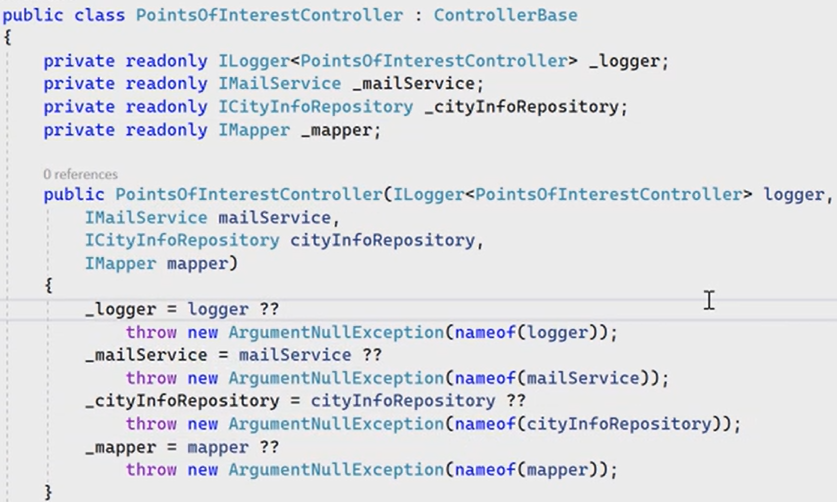 public class PointsOfInterestController : ControllerBase
{
private readonly ILogger<PointsOfInterestController> _logger;
private readonly IMailService _mailService;
private readonly ICityInfoRepository _cityInfoRepository;
private readonly IMapper _mapper;
0 references
public PointsOfInterestController(ILogger<PointsOfInterestController> logger,
IMailService mailService,
ICityInfoRepository cityInfoRepository,
IMapper mapper)
{
_logger = logger ??
throw new ArgumentNullException(nameof(logger));
_mailService = mailService ??
throw new ArgumentNullException(nameof(mailService));
_cityInfoRepository = cityInfoRepository ??
throw new ArgumentNullException(nameof(cityInfoRepository));
_mapper = mapper ??
throw new ArgumentNullException(nameof(mapper));
}